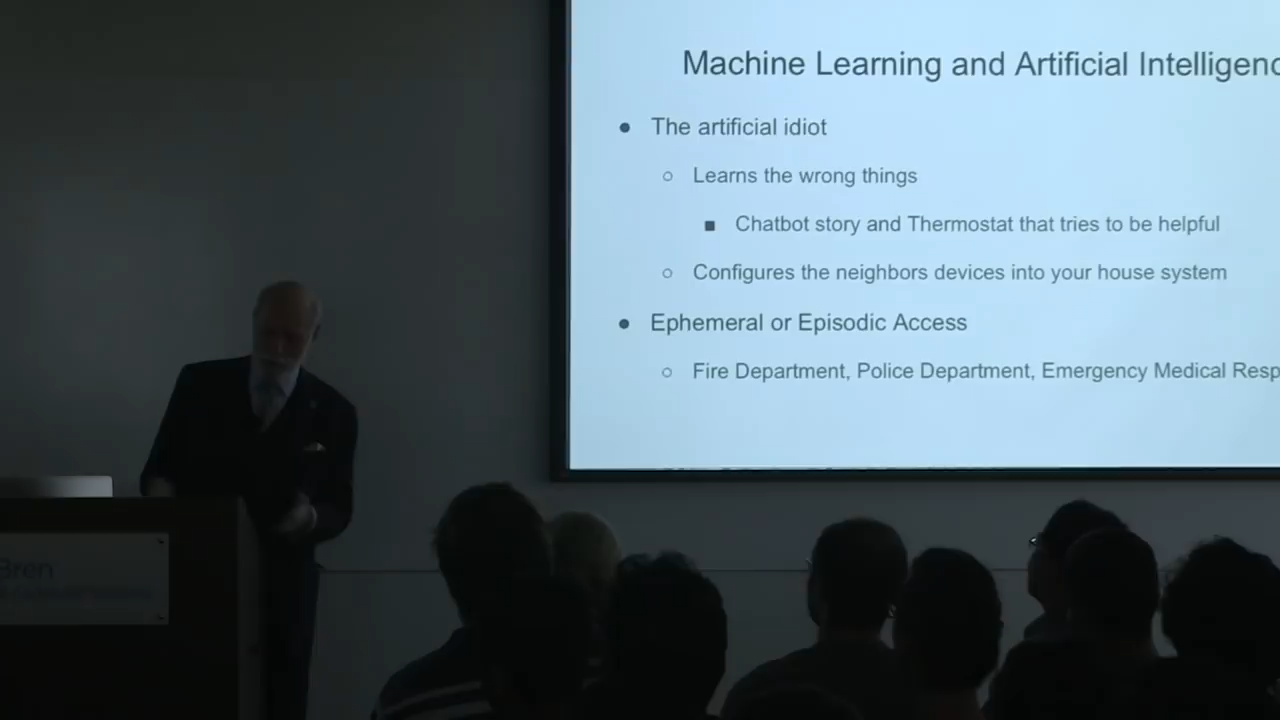 Machine Learning and Artificial Intelligenc
● The artificial idiot
○ Learns the wrong things
■ Chatbot story and Thermostat that tries to be helpful
○ Configures the neighbors devices into your house system
● Ephemeral or Episodic Access
○ Fire Department, Police Department, Emergency Medical Resp
Bren